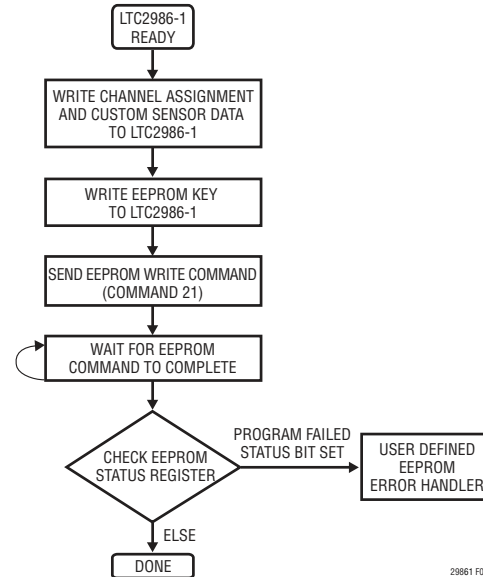 LTC2986-1
READY
WRITE CHANNEL ASSIGNMENT
AND CUSTOM SENSOR DATA
TO LTC2986-1
WRITE EEPROM KEY
TO LTC2986-1
SEND EEPROM WRITE COMMAND
(COMMAND 21)
WAIT FOR EEPROM
COMMAND TO COMPLETE
CHECK EEPROM
STATUS REGISTER
PROGRAM FAILED
STATUS BIT SET
USER DEFINED
EEPROM
ERROR HANDLER
ELSE
DONE
29861